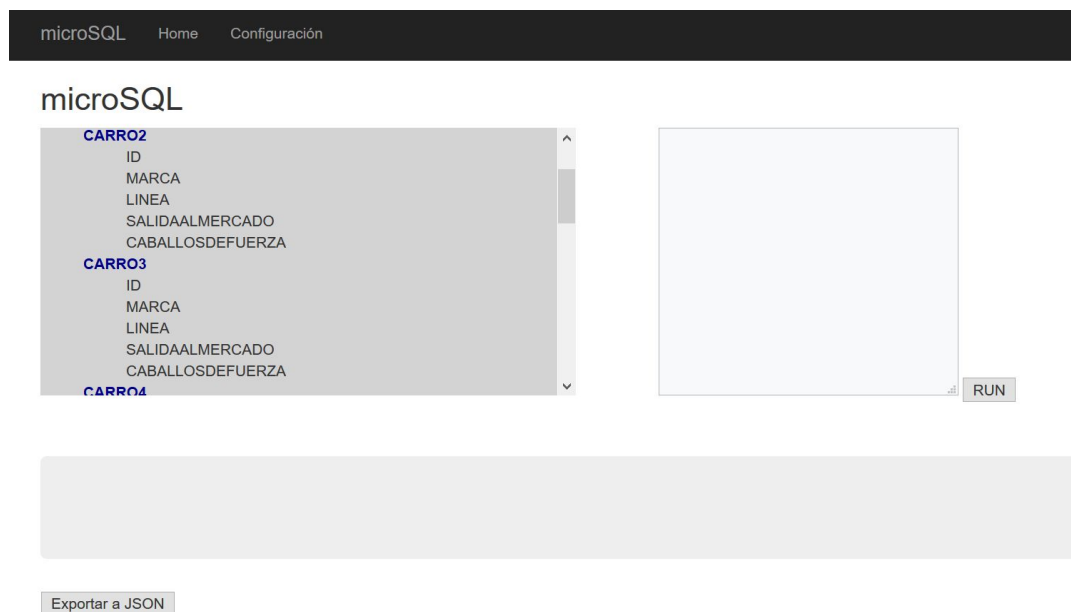 microSQL Home Configuración
microSQL
CARRO2
ID
MARCA
LINEA
SALIDAALMERCADO
CABALLOSDEFUERZA
CARRO3
ID
MARCA
LINEA
SALIDAALMERCADO
CABALLOSDEFUERZA
CARRO4
RUN
Exportar a JSON